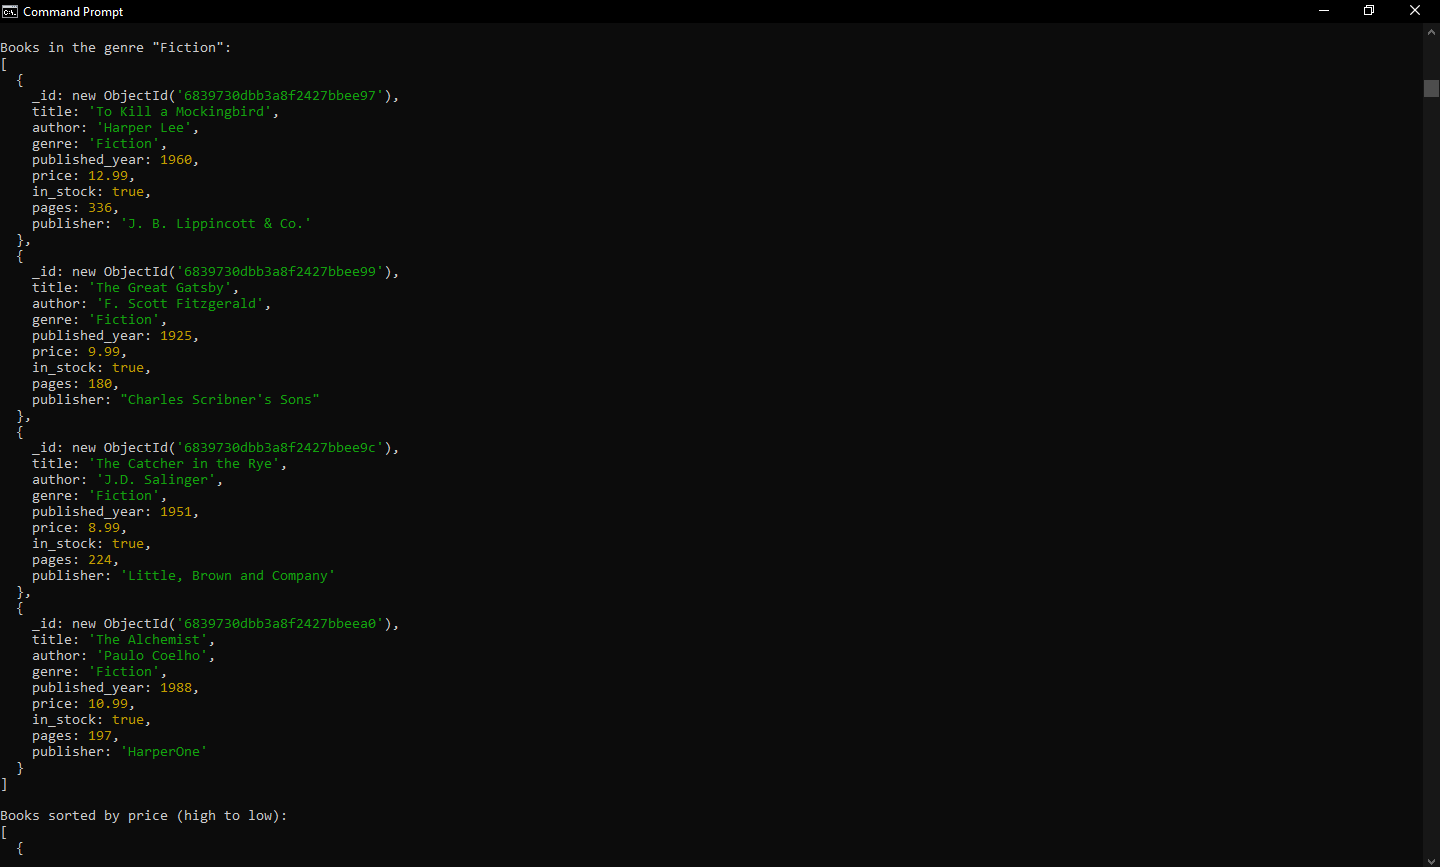 Command Prompt
Books in the genre "Fiction":
[
  {
    _id: new ObjectId('6839730dbb3a8f2427bbee97'),
    title: 'To Kill a Mockingbird',
    author: 'Harper Lee',
    genre: 'Fiction',
    published_year: 1960,
    price: 12.99,
    in_stock: true,
    pages: 336,
    publisher: 'J. B. Lippincott & Co.'
  },
  {
    _id: new ObjectId('6839730dbb3a8f2427bbee99'),
    title: 'The Great Gatsby',
    author: 'F. Scott Fitzgerald',
    genre: 'Fiction',
    published_year: 1925,
    price: 9.99,
    in_stock: true,
    pages: 180,
    publisher: "Charles Scribner's Sons"
  },
  {
    _id: new ObjectId('6839730dbb3a8f2427bbee9c'),
    title: 'The Catcher in the Rye',
    author: 'J.D. Salinger',
    genre: 'Fiction',
    published_year: 1951,
    price: 8.99,
    in_stock: true,
    pages: 224,
    publisher: 'Little, Brown and Company'
  },
  {
    _id: new ObjectId('6839730dbb3a8f2427bbeea0'),
    title: 'The Alchemist',
    author: 'Paulo Coelho',
    genre: 'Fiction',
    published_year: 1988,
    price: 10.99,
    in_stock: true,
    pages: 197,
    publisher: 'HarperOne'
  }
]
Books sorted by price (high to low):
[
  {